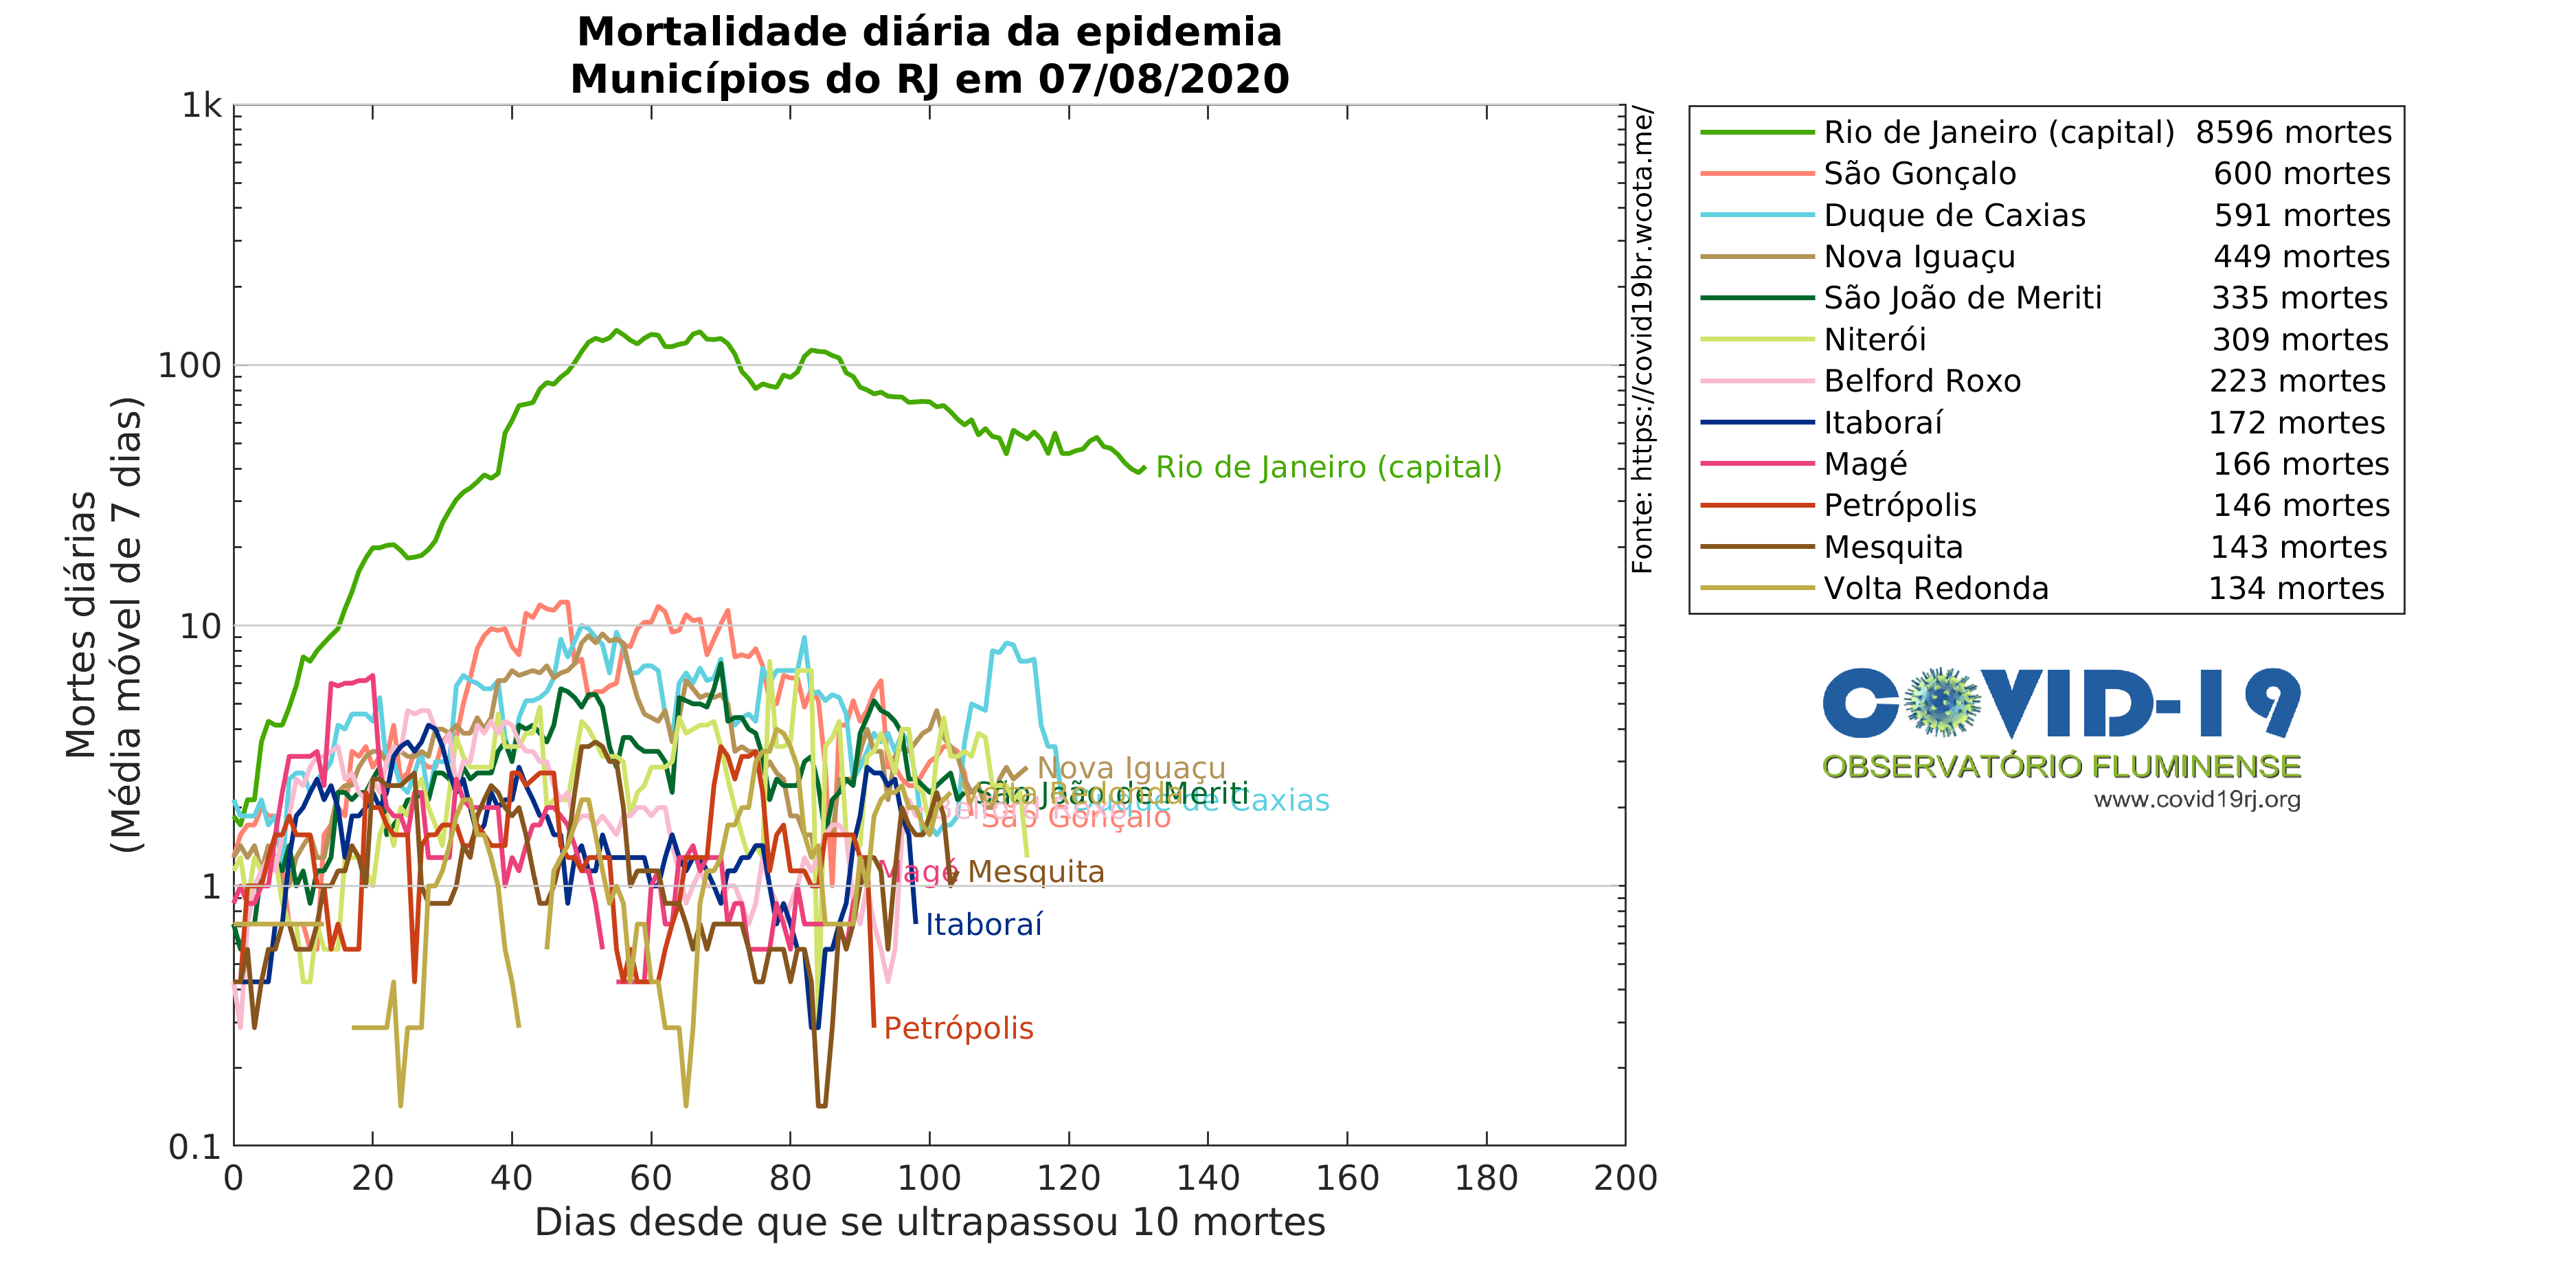 Mortalidade diária da epidemia
Municípios do RJ em 07/08/2020
Mortes diárias
(Média móvel de 7 dias)
1k
100
10
1
0.1
0
20
40
60
80
100
120
140
160
180
200
Dias desde que se ultrapassou 10 mortes
Rio de Janeiro (capital)
Nova Iguaçu
São João de Meriti
Volta Redonda
Duque de Caxias
Belford Roxo
São Gonçalo
Magé
Mesquita
Itaboraí
Petrópolis
Fonte: https://covid19br.wcota.me/
Rio de Janeiro (capital) 8596 mortes
São Gonçalo 600 mortes
Duque de Caxias 591 mortes
Nova Iguaçu 449 mortes
São João de Meriti 335 mortes
Niterói 309 mortes
Belford Roxo 223 mortes
Itaboraí 172 mortes
Magé 166 mortes
Petrópolis 146 mortes
Mesquita 143 mortes
Volta Redonda 134 mortes
COVID-19
OBSERVATÓRIO FLUMINENSE
www.covid19rj.org